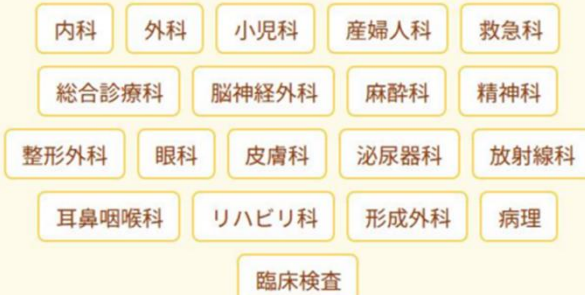 内科 外科 小児科 産婦人科 救急科
総合診療科 脳神経外科 麻酔科 精神科
整形外科 眼科 皮膚科 泌尿器科 放射線科
耳鼻咽喉科 リハビリ科 形成外科 病理
臨床検査